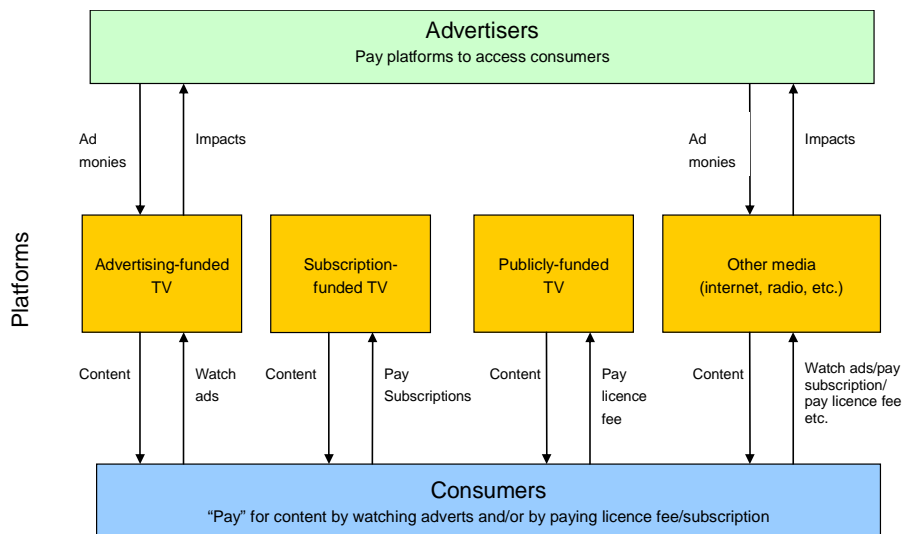 Advertisers
Pay platforms to access consumers
Ad
monies
Impacts
Ad
monies
Impacts
Platforms
Advertising-funded
TV
Subscription-
funded TV
Publicly-funded
TV
Other media
(internet, radio, etc.)
Content
Watch
ads
Content
Pay
Subscriptions
Content
Pay
licence
fee
Content
Watch ads/pay
subscription/
pay licence fee
etc.
Consumers
“Pay” for content by watching adverts and/or by paying licence fee/subscription